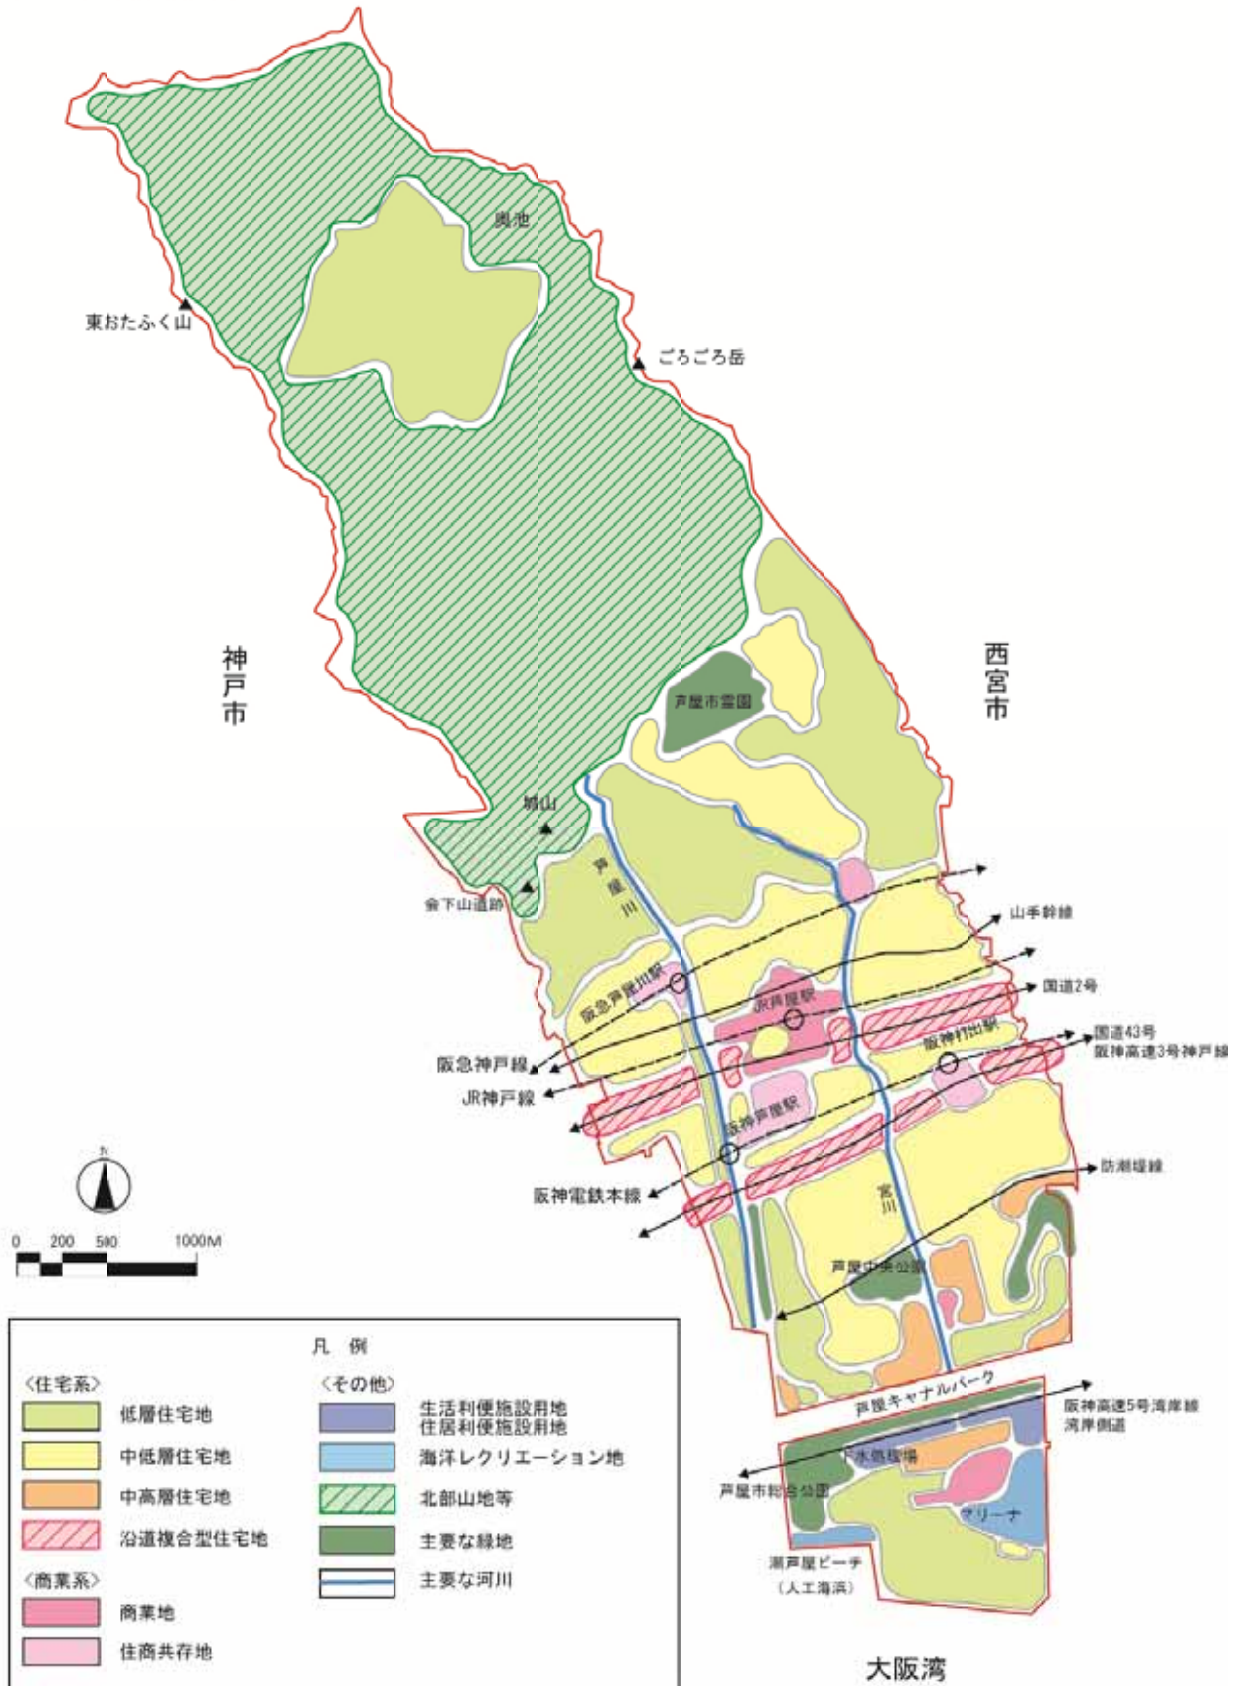 奥池
東おたふく山
ごろごろ岳
神戸市
西宮市
芦屋市霊園
城山
会下山遺跡
芦屋川
山手幹線
阪急芦屋川駅
JR芦屋駅
国道2号
阪神打出駅
国道43号
阪神高速3号神戸線
阪急神戸線
JR神戸線
阪神芦屋駅
阪神電鉄本線
防潮堤線
宮川
芦屋中央公園
N
0 200 500 1000M
芦屋キャナルパーク
阪神高速5号湾岸線
湾岸側道
下水処理場
芦屋市総合公園
マリーナ
潮芦屋ビーチ
(人工海浜)
大阪湾
凡 例
<住宅系>
低層住宅地
中低層住宅地
中高層住宅地
沿道複合型住宅地
<商業系>
商業地
住商共存地
<その他>
生活利便施設用地
住居利便施設用地
海洋レクリエーション地
北部山地等
主要な緑地
主要な河川